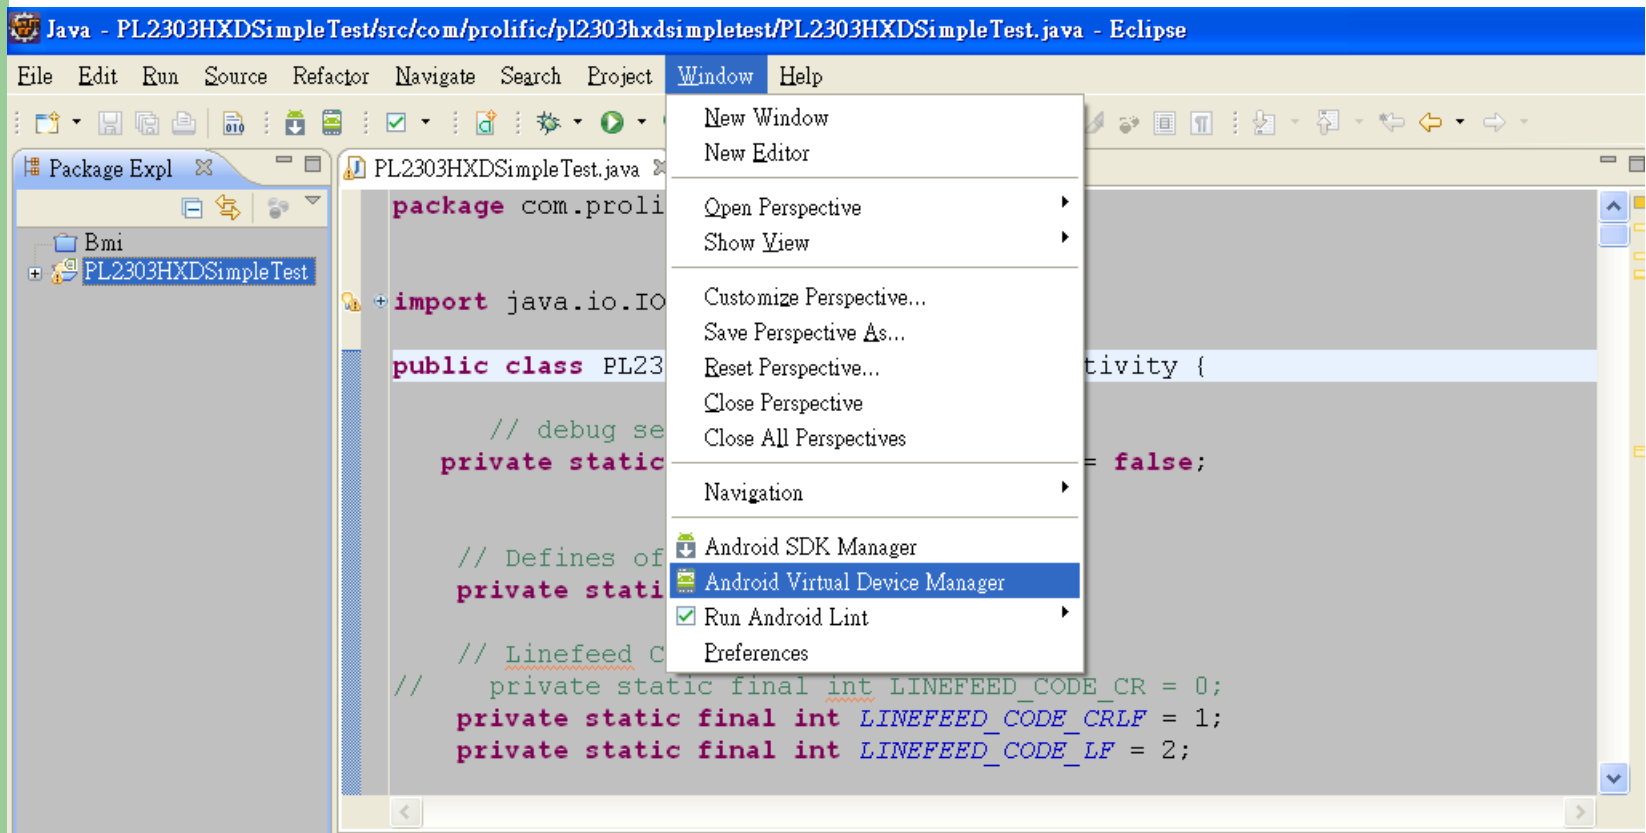 Java - PL2303HXDSimpleTest/src/com/prolific/pl2303hxdsimpletest/PL2303HXDSimpleTest.java - Eclipse
File Edit Run Source Refactor Navigate Search Project Window Help
010
Package Expl
PL2303HXDSimpleTest.java
Bmi
PL2303HXDSimpleTest
New Window
New Editor
Open Perspective
Show View
Customize Perspective...
Save Perspective As...
Reset Perspective...
Close Perspective
Close All Perspectives
Navigation
Android SDK Manager
Android Virtual Device Manager
Run Android Lint
Preferences
package com.proli
import java.io.IO
public class PL23 tivity {
// debug se
private static = false;
// Defines of
private stati
// Linefeed C
// private static final int LINEFEED_CODE_CR = 0;
private static final int LINEFEED_CODE_CRLF = 1;
private static final int LINEFEED_CODE_LF = 2;